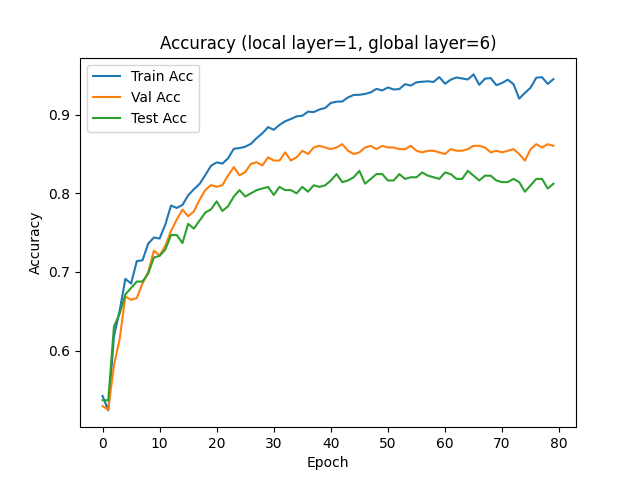 Accuracy (local layer=1, global layer=6)
Train Acc
Val Acc
Test Acc
0.9
0.8
0.7
0.6
Accuracy
0 10 20 30 40 50 60 70 80
Epoch